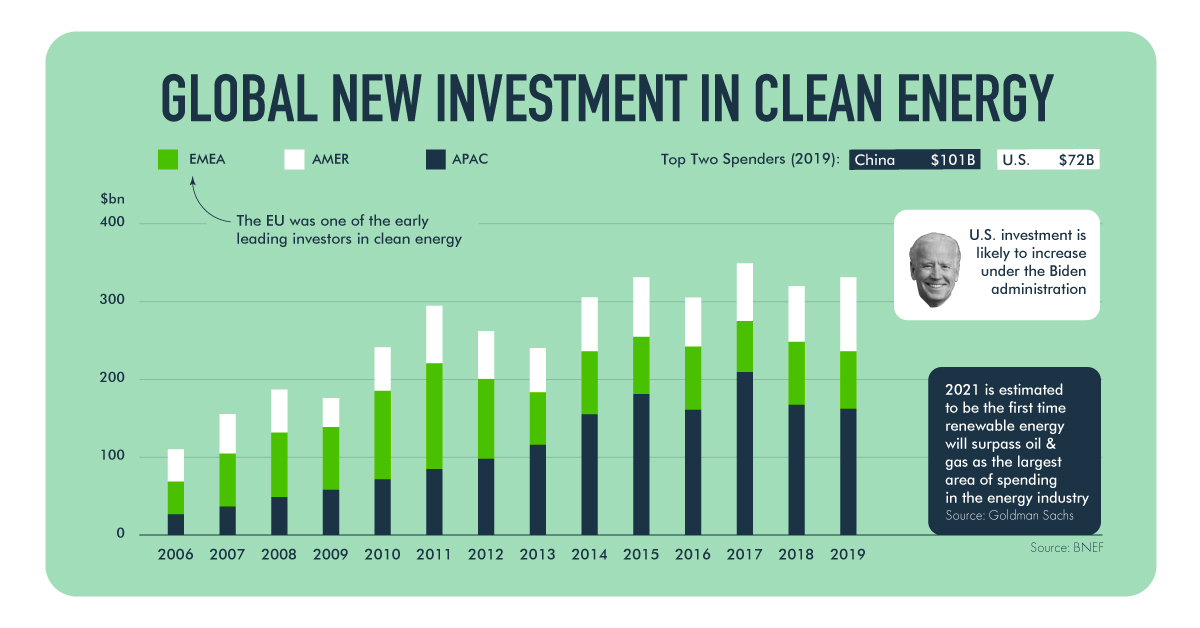 GLOBAL NEW INVESTMENT IN CLEAN ENERGY
EMEA
AMER
APAC
Top Two Spenders (2019):
China $101B
U.S. $72B
The EU was one of the early
leading investors in clean energy
$bn
400
300
200
100
0
U.S. investment is
likely to increase
under the Biden
administration
2021 is estimated
to be the first time
renewable energy
will surpass oil &
gas as the largest
area of spending
in the energy industry
Source: Goldman Sachs
2006 2007 2008 2009 2010 2011 2012 2013 2014 2015 2016 2017 2018 2019
Source: BNEF